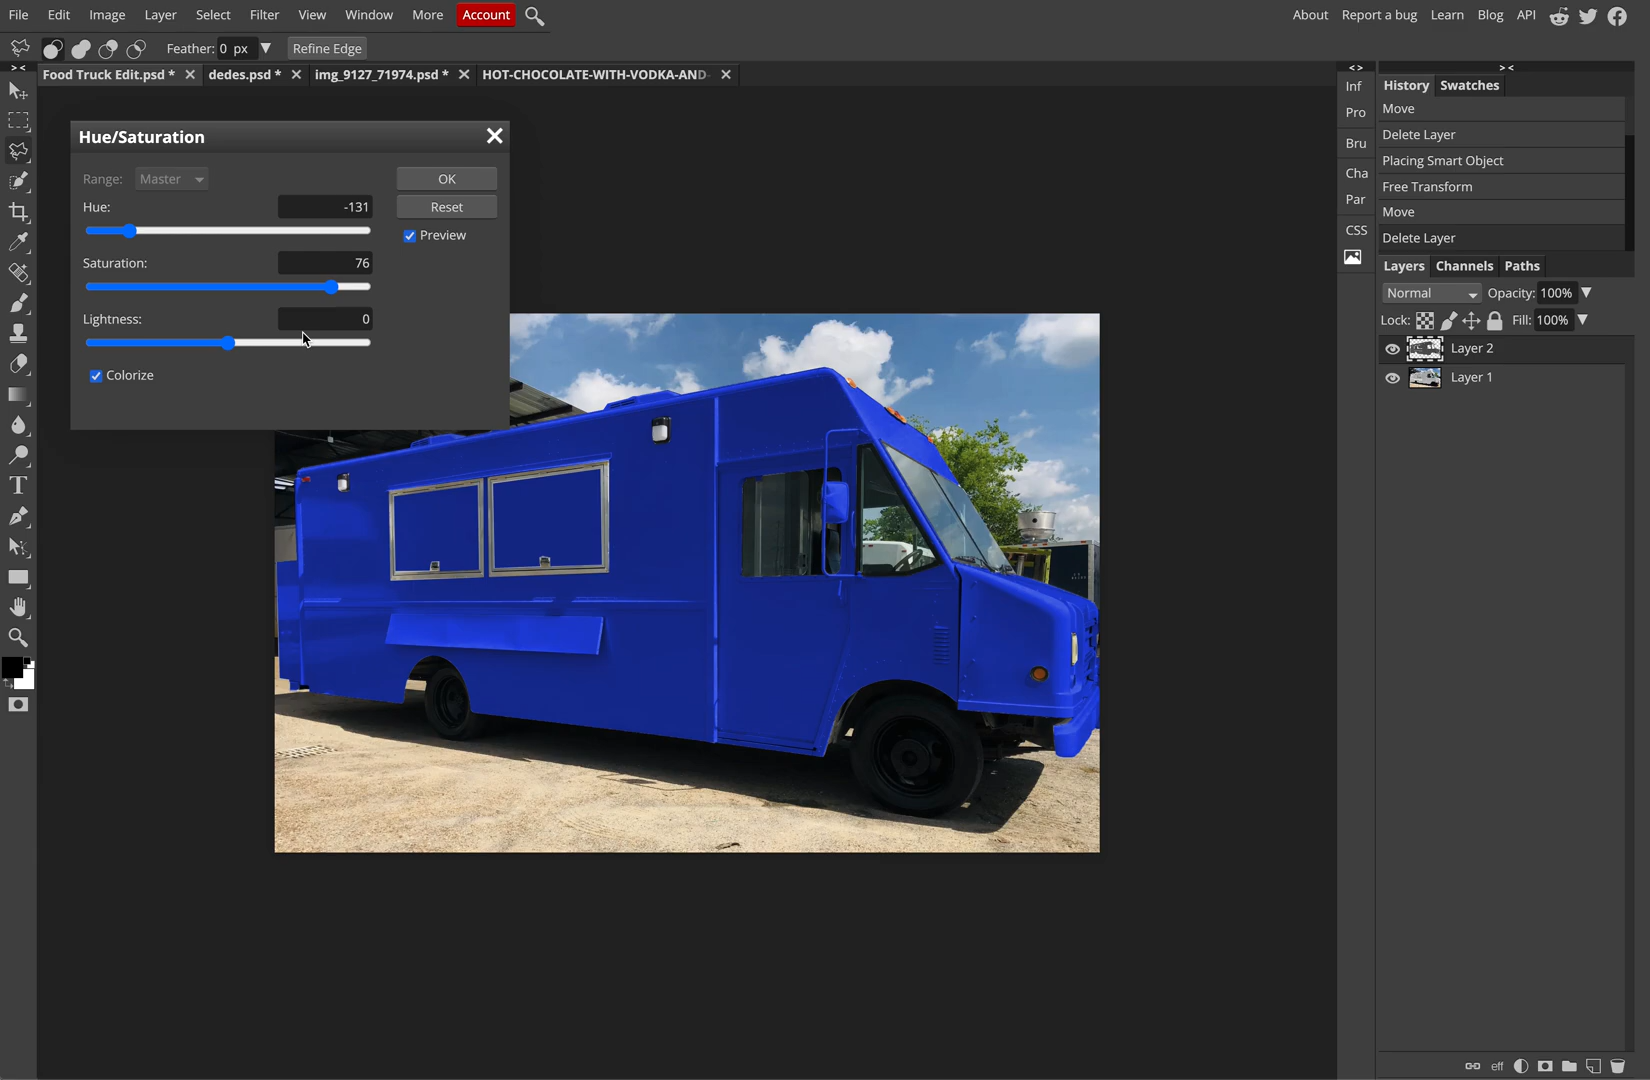 File Edit Image Layer Select Filter View Window More Account
About Report a bug Learn Blog API
Feather: 0 px Refine Edge
> <
Food Truck Edit.psd * dedes.psd * img_9127_71974.psd * HOT-CHOCOLATE-WITH-VODKA-AND-
Hue/Saturation
Range: Master OK
Hue: -131 Reset
Preview
Saturation: 76
Lightness: 0
Colorize
T
< >
Inf
Pro
Bru
Cha
Par
CSS
> <
History Swatches
Move
Delete Layer
Placing Smart Object
Free Transform
Move
Delete Layer
Layers Channels Paths
Normal Opacity: 100%
Lock: Fill: 100%
Layer 2
Layer 1
eff